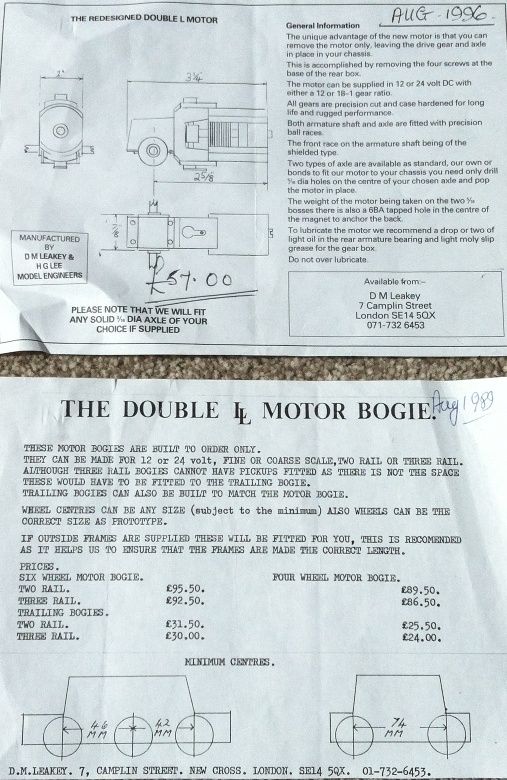 THE REDESIGNED DOUBLE L MOTOR
AUG - 1996.
General Information
The unique advantage of the new motor is that you can
remove the motor only, leaving the drive gear and axle
in place in your chassis.
This is accomplished by removing the four screws at the
base of the rear box.
The motor can be supplied in 12 or 24 volt DC with
either a 12 or 18–1 gear ratio.
All gears are precision cut and case hardened for long
life and rugged performance.
Both armature shaft and axle are fitted with precision
ball races.
The front race on the armature shaft being of the
shielded type.
Two types of axle are available as standard, our own or
bonds to fit our motor to your chassis you need only drill
dia holes on the centre of your chosen axle and pop
the motor in place.
The weight of the motor being taken on the two
bosses there is also a 6BA tapped hole in the centre of
the magnet to anchor the back.
To lubricate the motor we recommend a drop or two of
light oil in the rear armature bearing and light moly slip
grease for the gear box.
Do not over lubricate.
2"
3¼
2⅝
MANUFACTURED
BY
D M LEAKEY &
H G LEE
MODEL ENGINEERS
£57.00
PLEASE NOTE THAT WE WILL FIT
ANY SOLID DIA AXLE OF YOUR
CHOICE IF SUPPLIED
Available from:–
D M Leakey
7 Camplin Street
London SE14 5QX
071-732 6453
THE DOUBLE LL MOTOR BOGIE.
Aug 1989
THESE MOTOR BOGIES ARE BUILT TO ORDER ONLY.
THEY CAN BE MADE FOR 12 or 24 volt, FINE OR COARSE SCALE, TWO RAIL OR THREE RAIL.
ALTHOUGH THREE RAIL BOGIES CANNOT HAVE PICKUPS FITTED AS THERE IS NOT THE SPACE
THESE WOULD HAVE TO BE FITTED TO THE TRAILING BOGIE.
TRAILING BOGIES CAN ALSO BE BUILT TO MATCH THE MOTOR BOGIE.
WHEEL CENTRES CAN BE ANY SIZE (subject to the minimum) ALSO WHEELS CAN BE THE
CORRECT SIZE AS PROTOTYPE.
IF OUTSIDE FRAMES ARE SUPPLIED THESE WILL BE FITTED FOR YOU, THIS IS RECOMENDED
AS IT HELPS US TO ENSURE THAT THE FRAMES ARE MADE THE CORRECT LENGTH.
PRICES.
SIX WHEEL MOTOR BOGIE. FOUR WHEEL MOTOR BOGIE.
TWO RAIL. £95.50. £89.50.
THREE RAIL. £92.50. £86.50.
TRAILING BOGIES.
TWO RAIL. £31.50. £25.50.
THREE RAIL. £30.00. £24.00.
MINIMUM CENTRES.
46 MM 42 MM 74 MM
D.M.LEAKEY. 7, CAMPLIN STREET. NEW CROSS. LONDON. SE14 5QX. 01-732-6453.